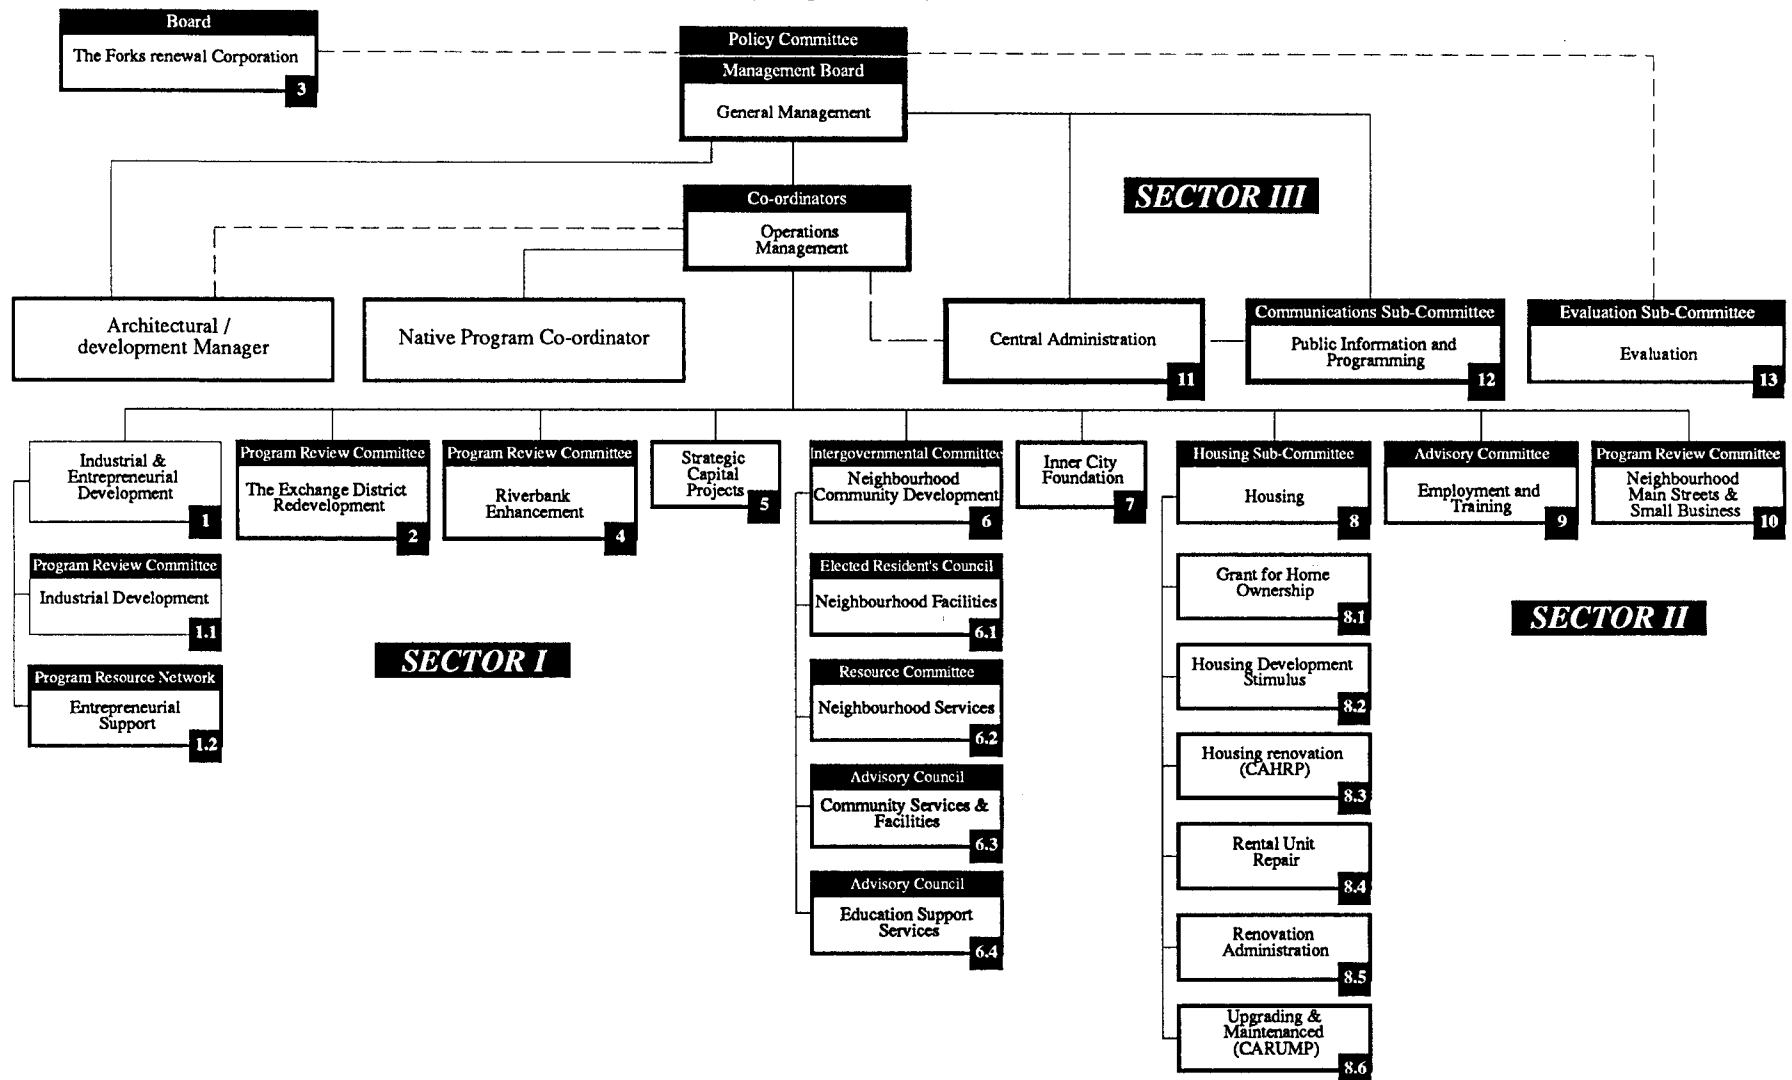 Board
The Forks renewal Corporation
3
Policy Committee
Management Board
General Management
Co-ordinators
Operations
Management
SECTOR III
Architectural /
development Manager
Native Program Co-ordinator
Central Administration
11
Communications Sub-Committee
Public Information and
Programming
12
Evaluation Sub-Committee
Evaluation
13
Industrial &
Entrepreneurial
Development
1
Program Review Committee
Industrial Development
1.1
Program Resource Network
Entrepreneurial
Support
1.2
Program Review Committee
The Exchange District
Redevelopment
2
Program Review Committee
Riverbank
Enhancement
4
SECTOR I
Strategic
Capital
Projects
5
Intergovernmental Committee
Neighbourhood
Community Development
6
Elected Resident's Council
Neighbourhood Facilities
6.1
Resource Committee
Neighbourhood Services
6.2
Advisory Council
Community Services &
Facilities
6.3
Advisory Council
Education Support
Services
6.4
Inner City
Foundation
7
Housing Sub-Committee
Housing
8
Grant for Home
Ownership
8.1
Housing Development
Stimulus
8.2
Housing renovation
(CAHRP)
8.3
Rental Unit
Repair
8.4
Renovation
Administration
8.5
Upgrading &
Maintenanced
(CARUMP)
8.6
Advisory Committee
Employment and
Training
9
Program Review Committee
Neighbourhood
Main Streets &
Small Business
10
SECTOR II